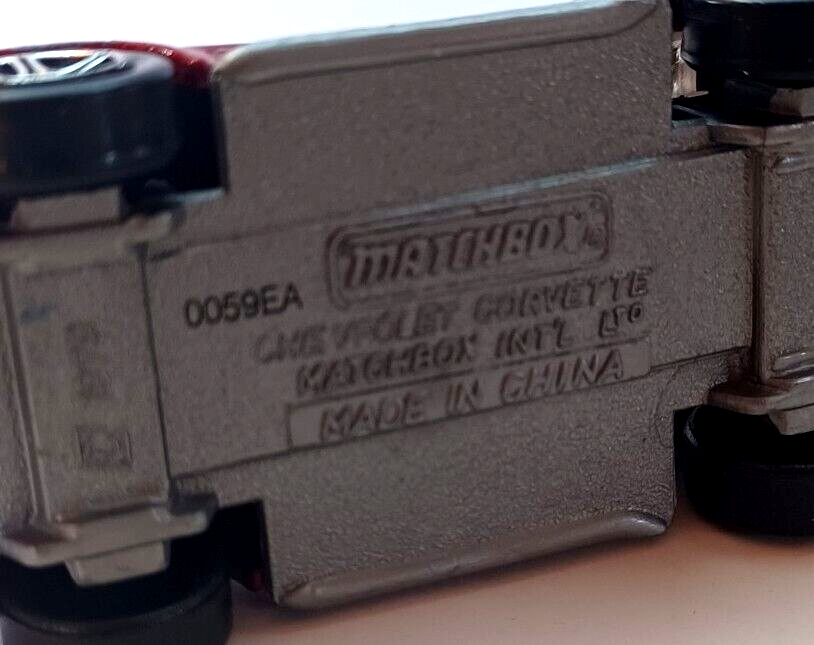 MATCHBOX
0059EA
CHEVROLET CORVETTE
MATCHBOX INT'L LTD
MADE IN CHINA